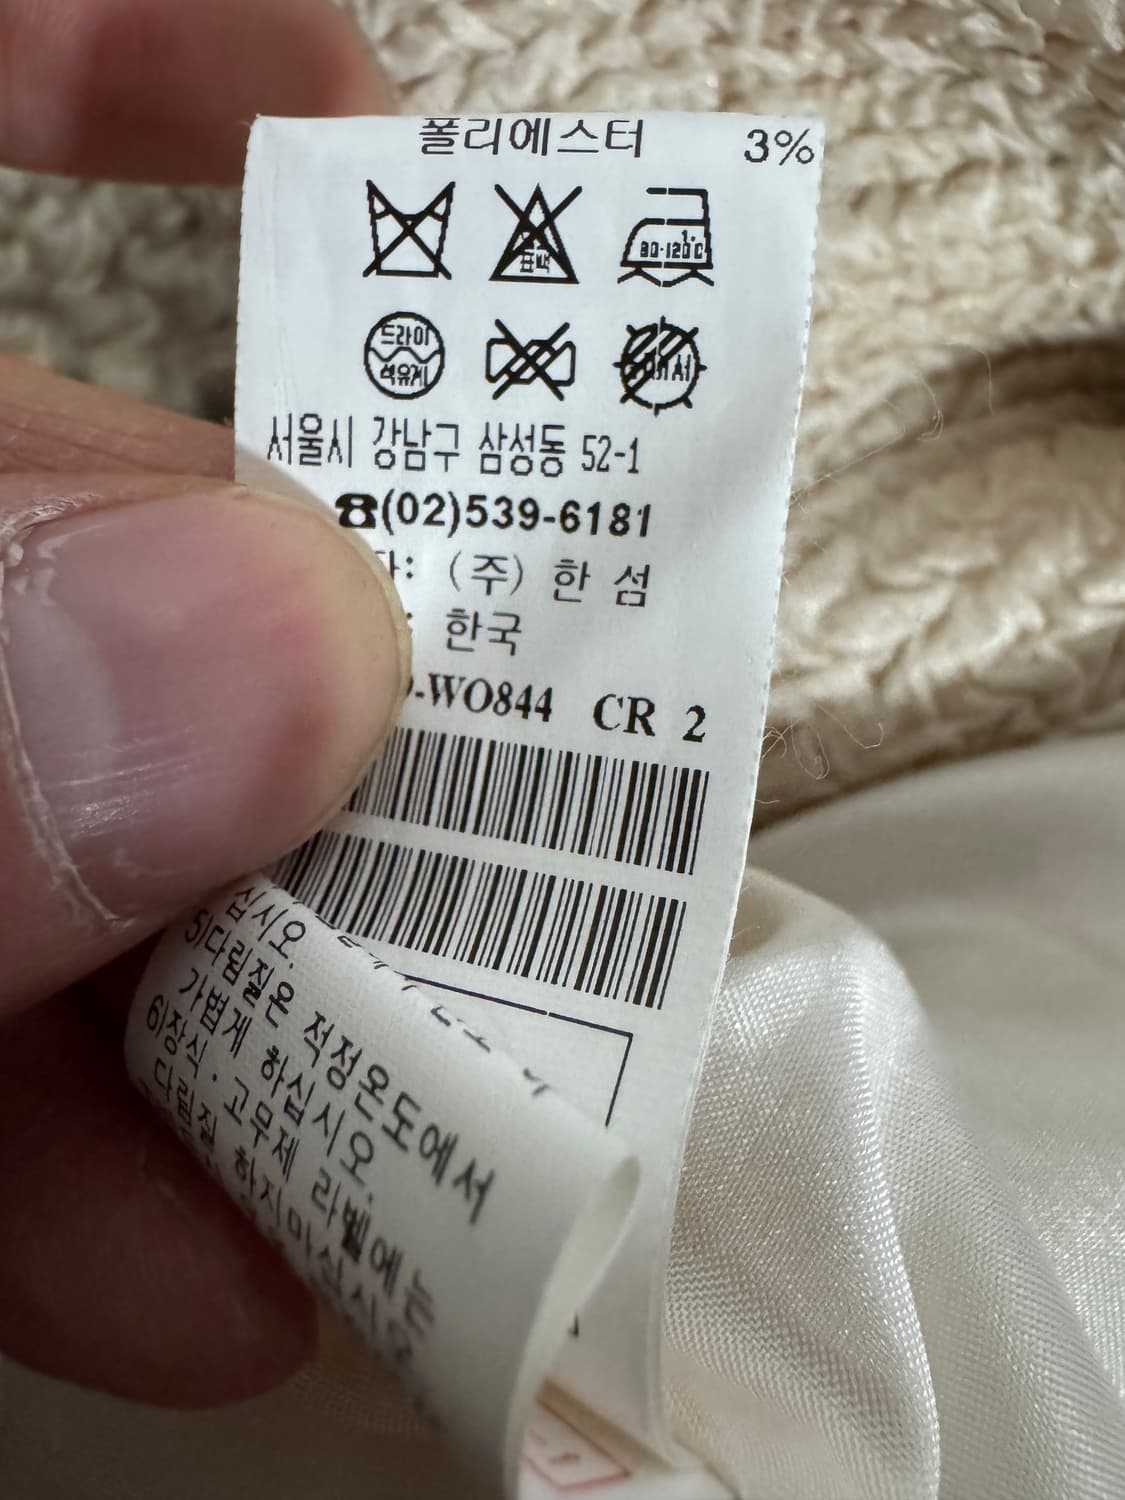 폴리에스터 3%
표백 1. 80-120℃
드라이
석유계
서울시 강남구 삼성동 52-1
☎(02)539-6181
: (주) 한 섬
: 한국
-WO844 CR 2
십시오.
5)다림질은 적정온도에서
가볍게 하십시오.
6)장식·고무제 라벨에는
다림질 하지마십시오